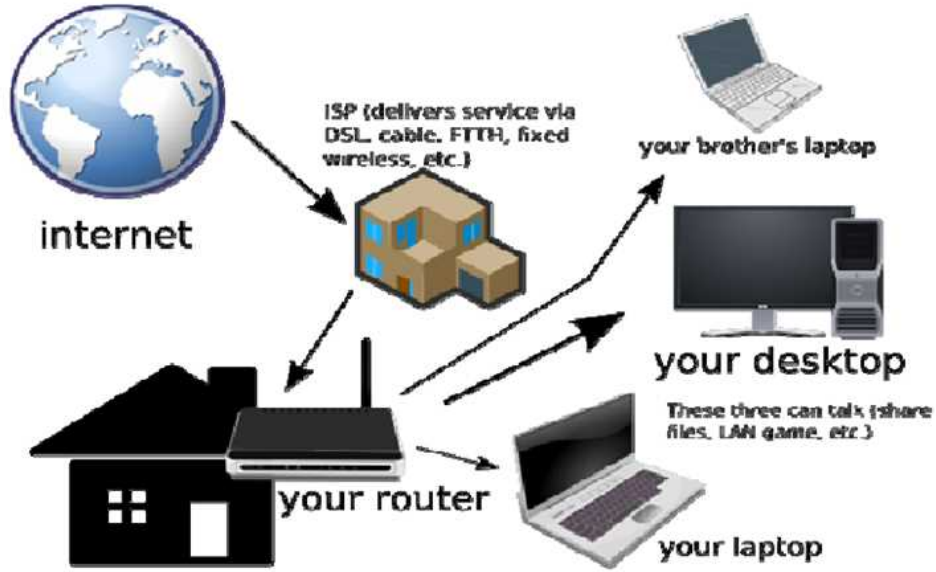 ISP (delivers service via
DSL, cable, FTTH, fixed
wireless, etc.)
your brother's laptop
internet
your desktop
These three can talk (share
files, LAN game, etc.)
your router
your laptop